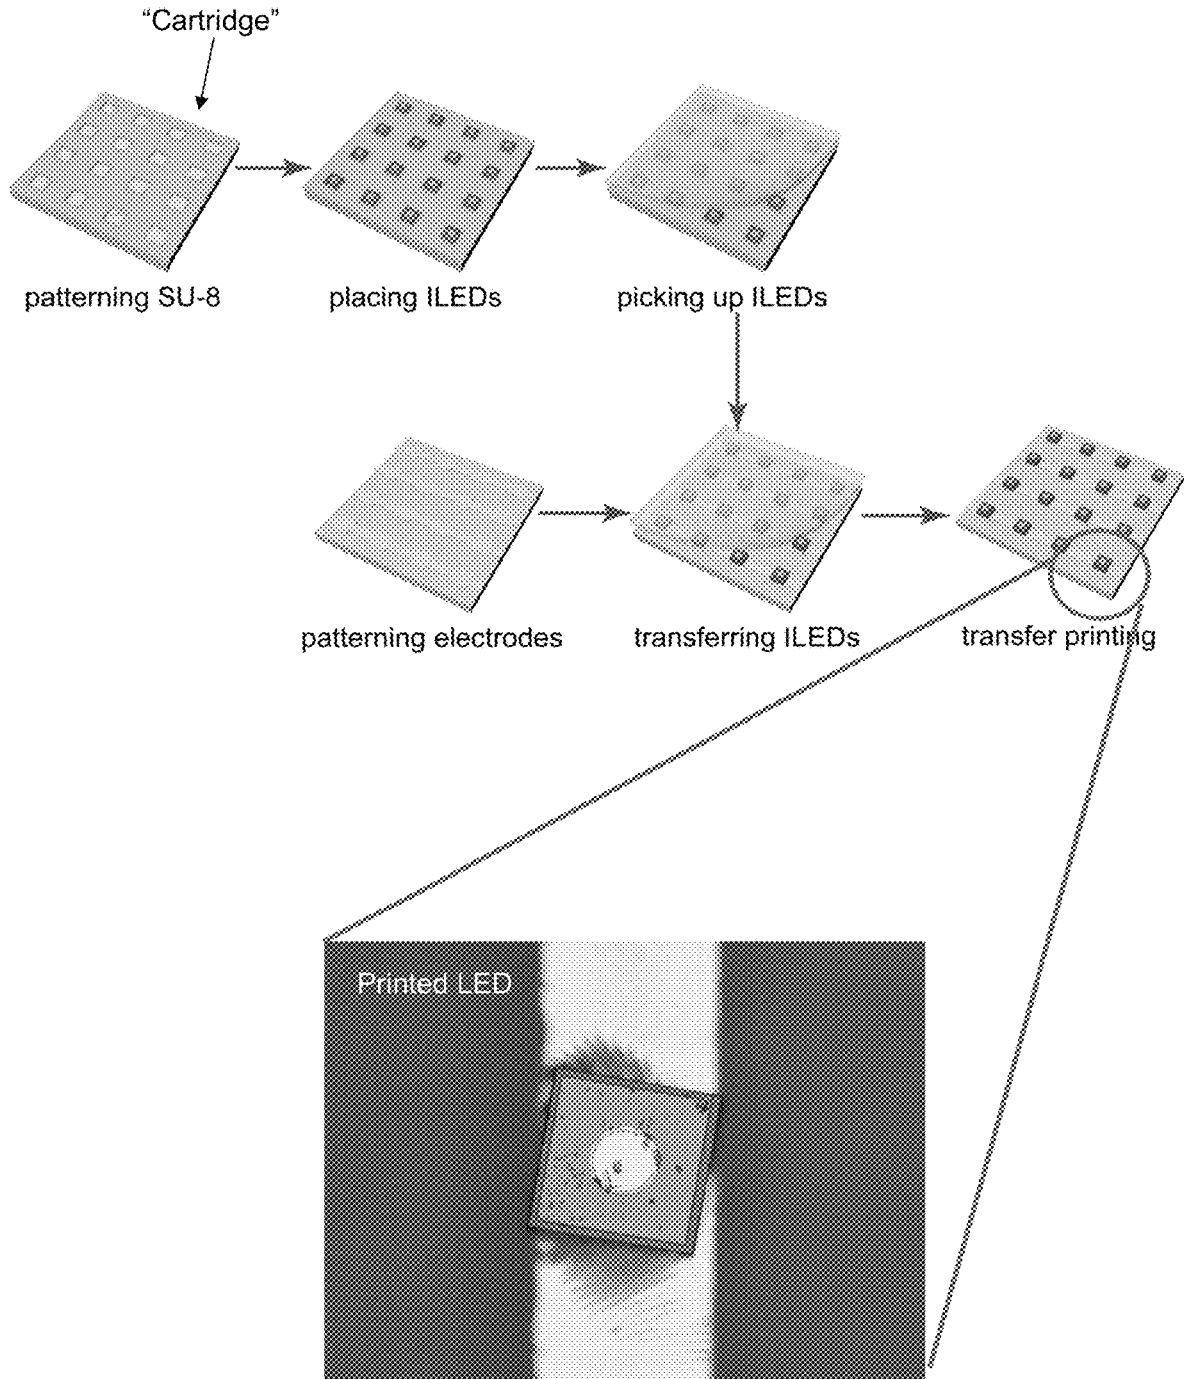 “Cartridge”
patterning SU-8
placing ILEDs
picking up ILEDs
patterning electrodes
transferring ILEDs
transfer printing
Printed LED